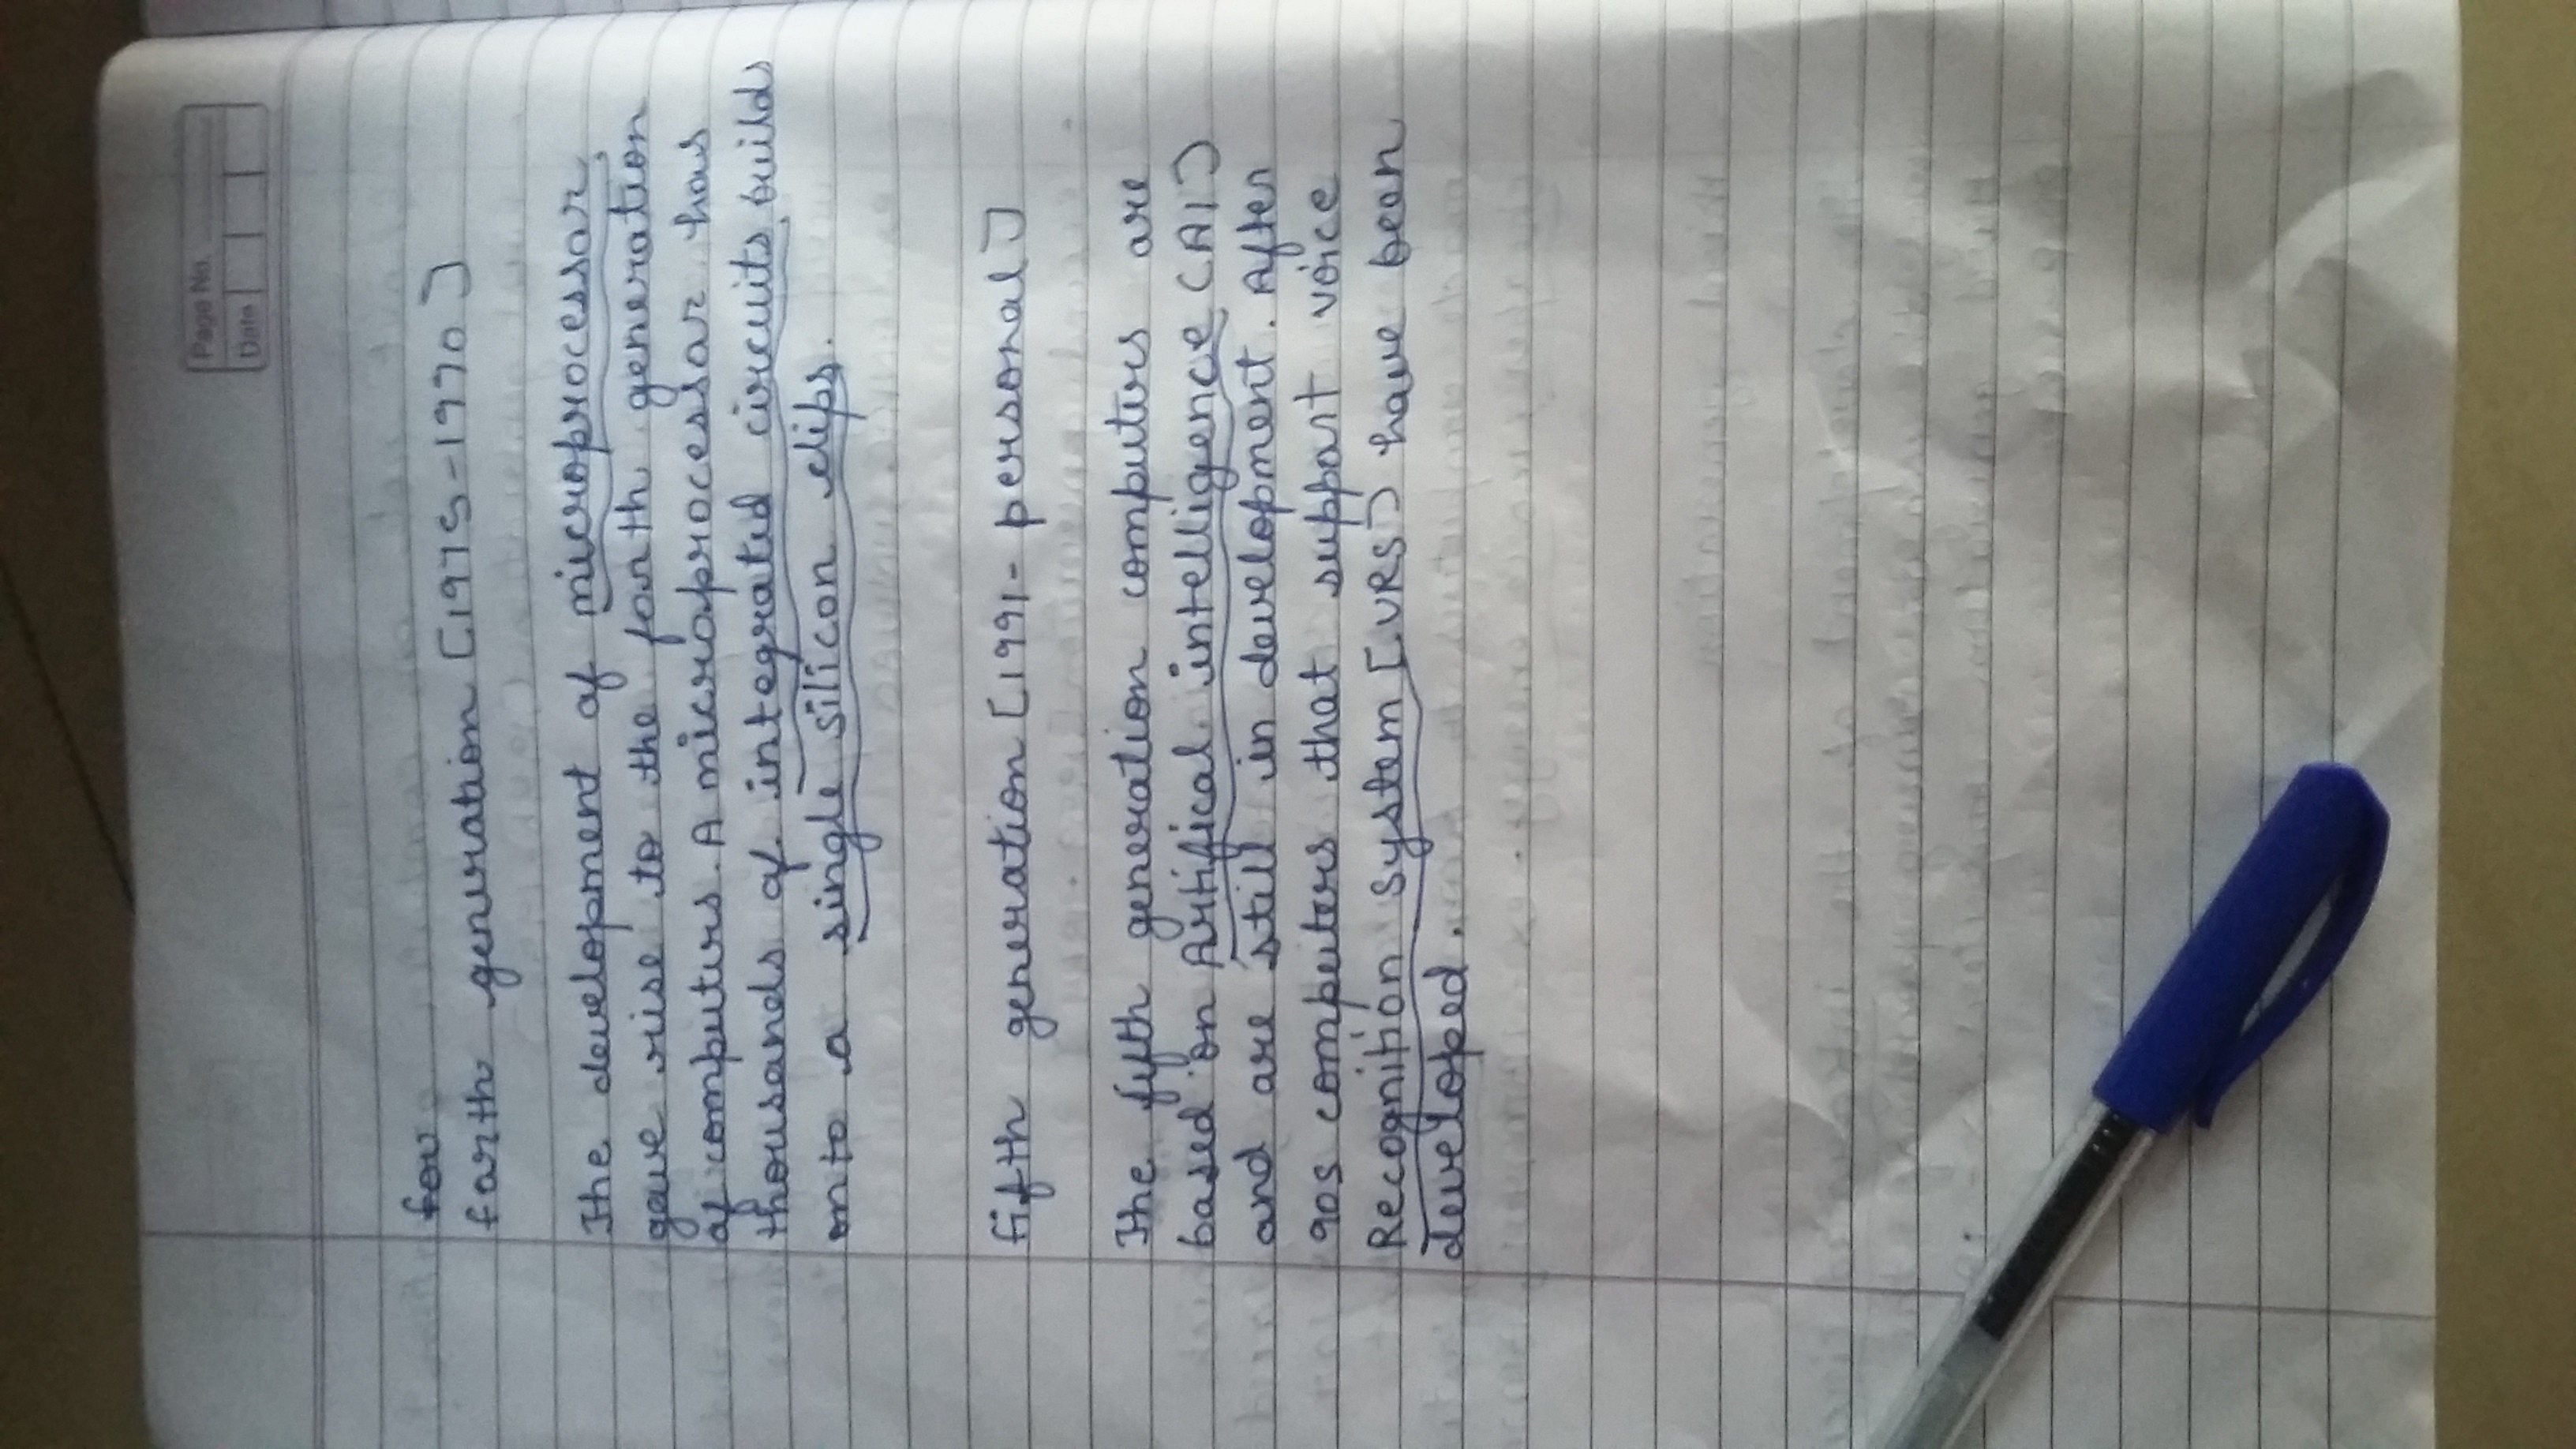 Page No.
Date
fou
farth generation [1975-1990]
The development of microprocessar,
gave rise to the forth generation
of computers. A microprocessar has
thousands of integrated circuits builds
onto a single silicon clips.
fifth generation [1991- personal]
The fifth generation computers are
based on Artifical intelligence (AI)
and are still in development. After
90s computers that support voice
Recognition system [VRS] have been
developed.